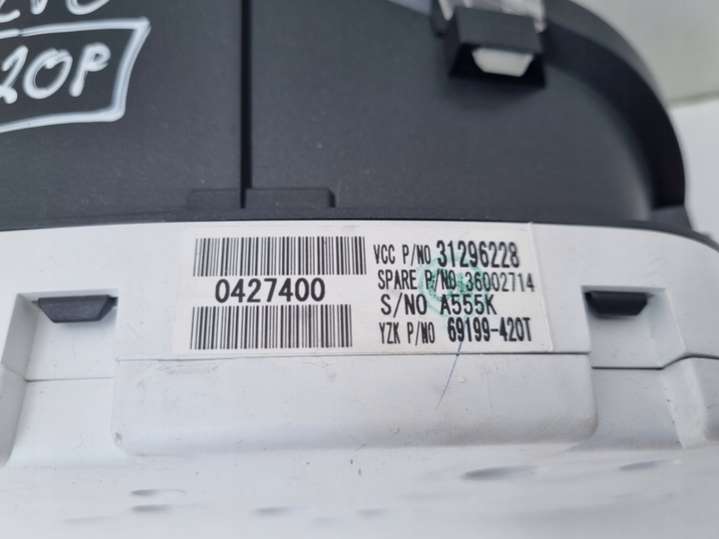 20P
VCC P/NO 31296228
0427400
SPARE P/NO 36002714
S/NO A555K
YZK P/NO 69199-420T